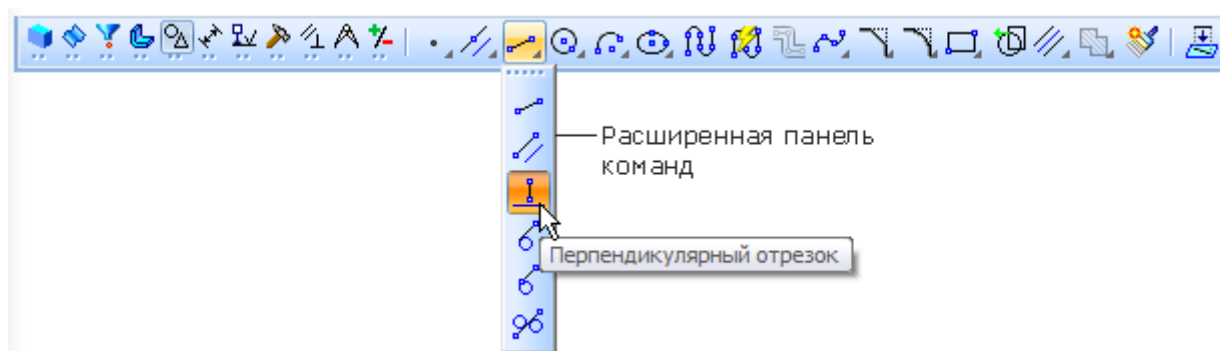 Расширенная панель
команд
Перпендикулярный отрезок